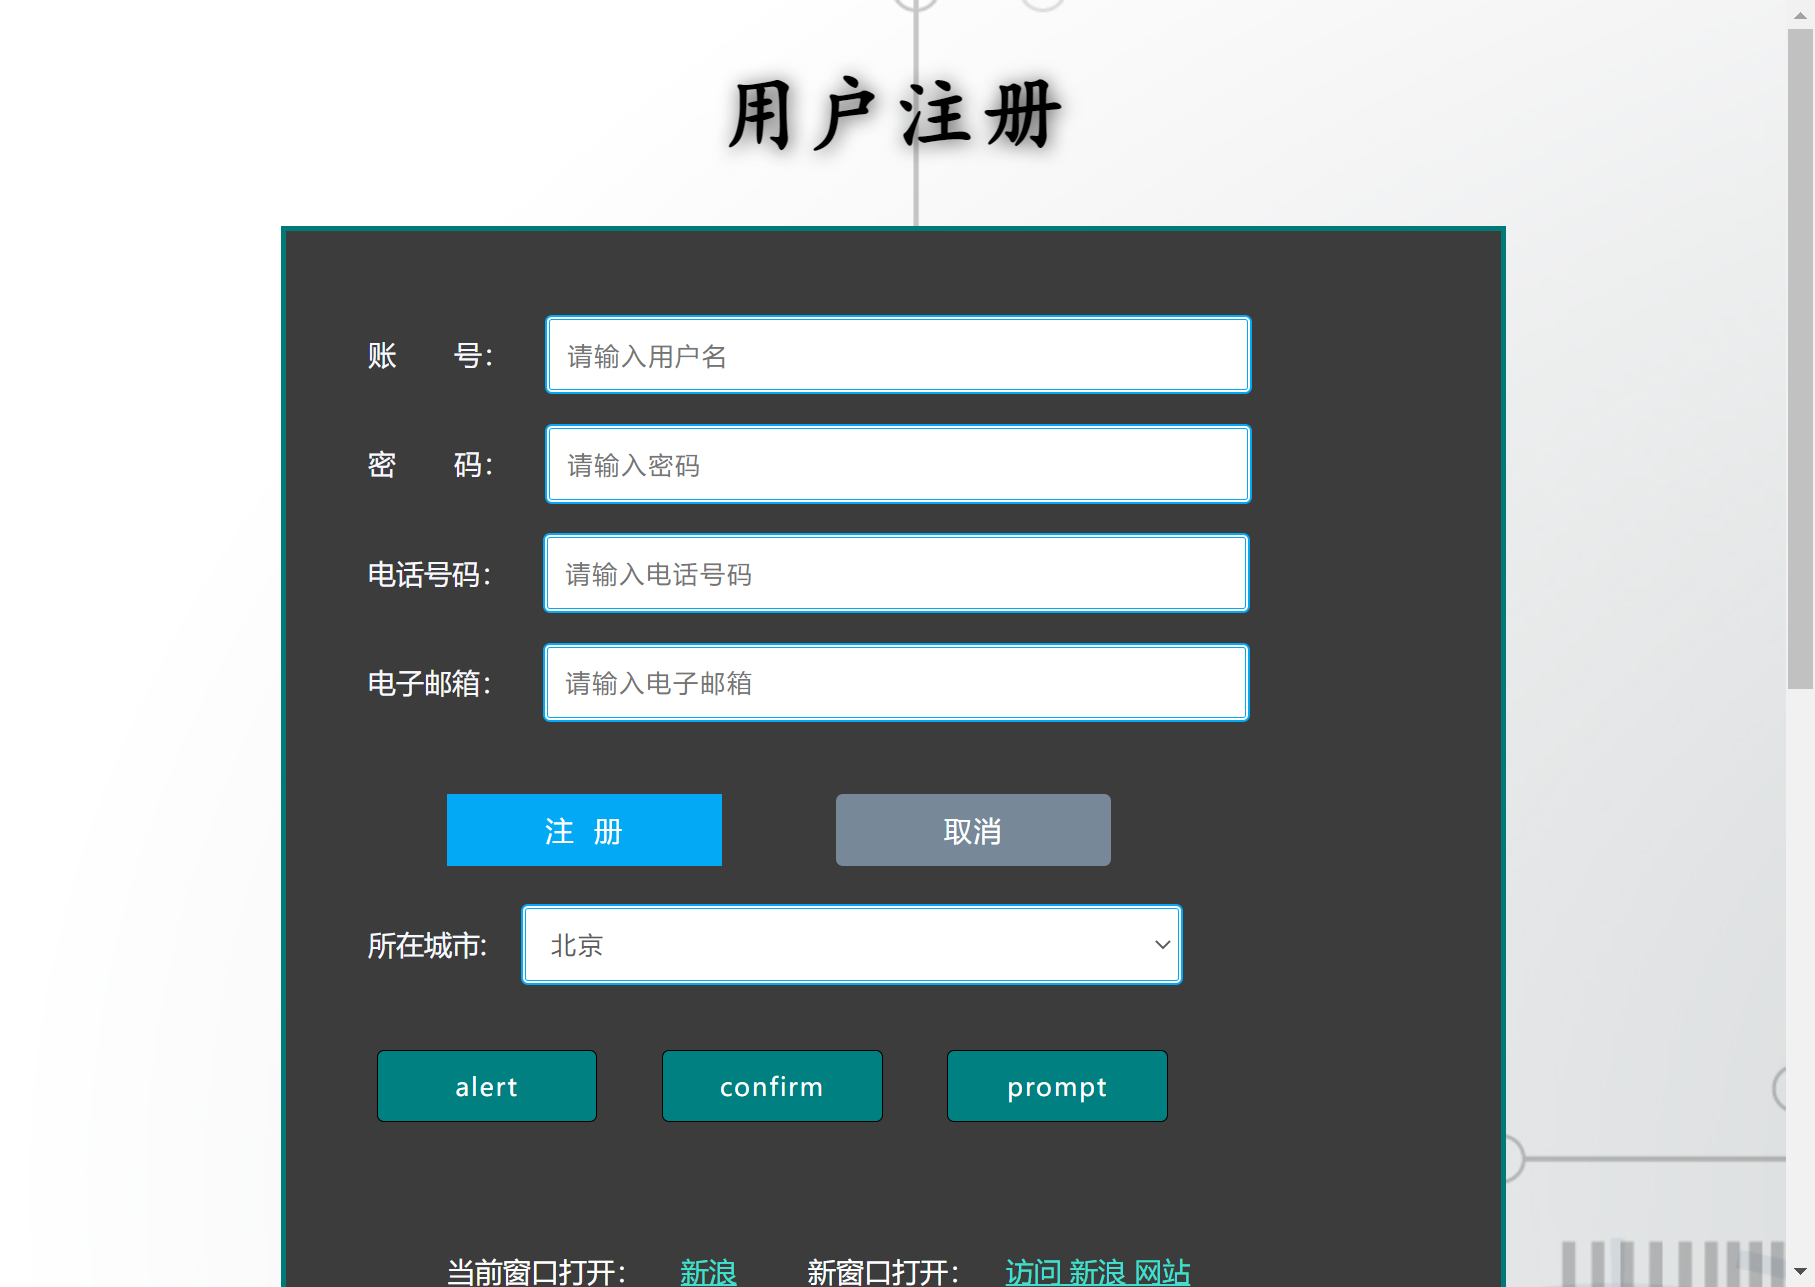 用户注册
账 号： 请输入用户名
密 码： 请输入密码
电话号码： 请输入电话号码
电子邮箱： 请输入电子邮箱
注 册 取消
所在城市: 北京
alert confirm prompt
当前窗口打开： 新浪 新窗口打开： 访问 新浪 网站